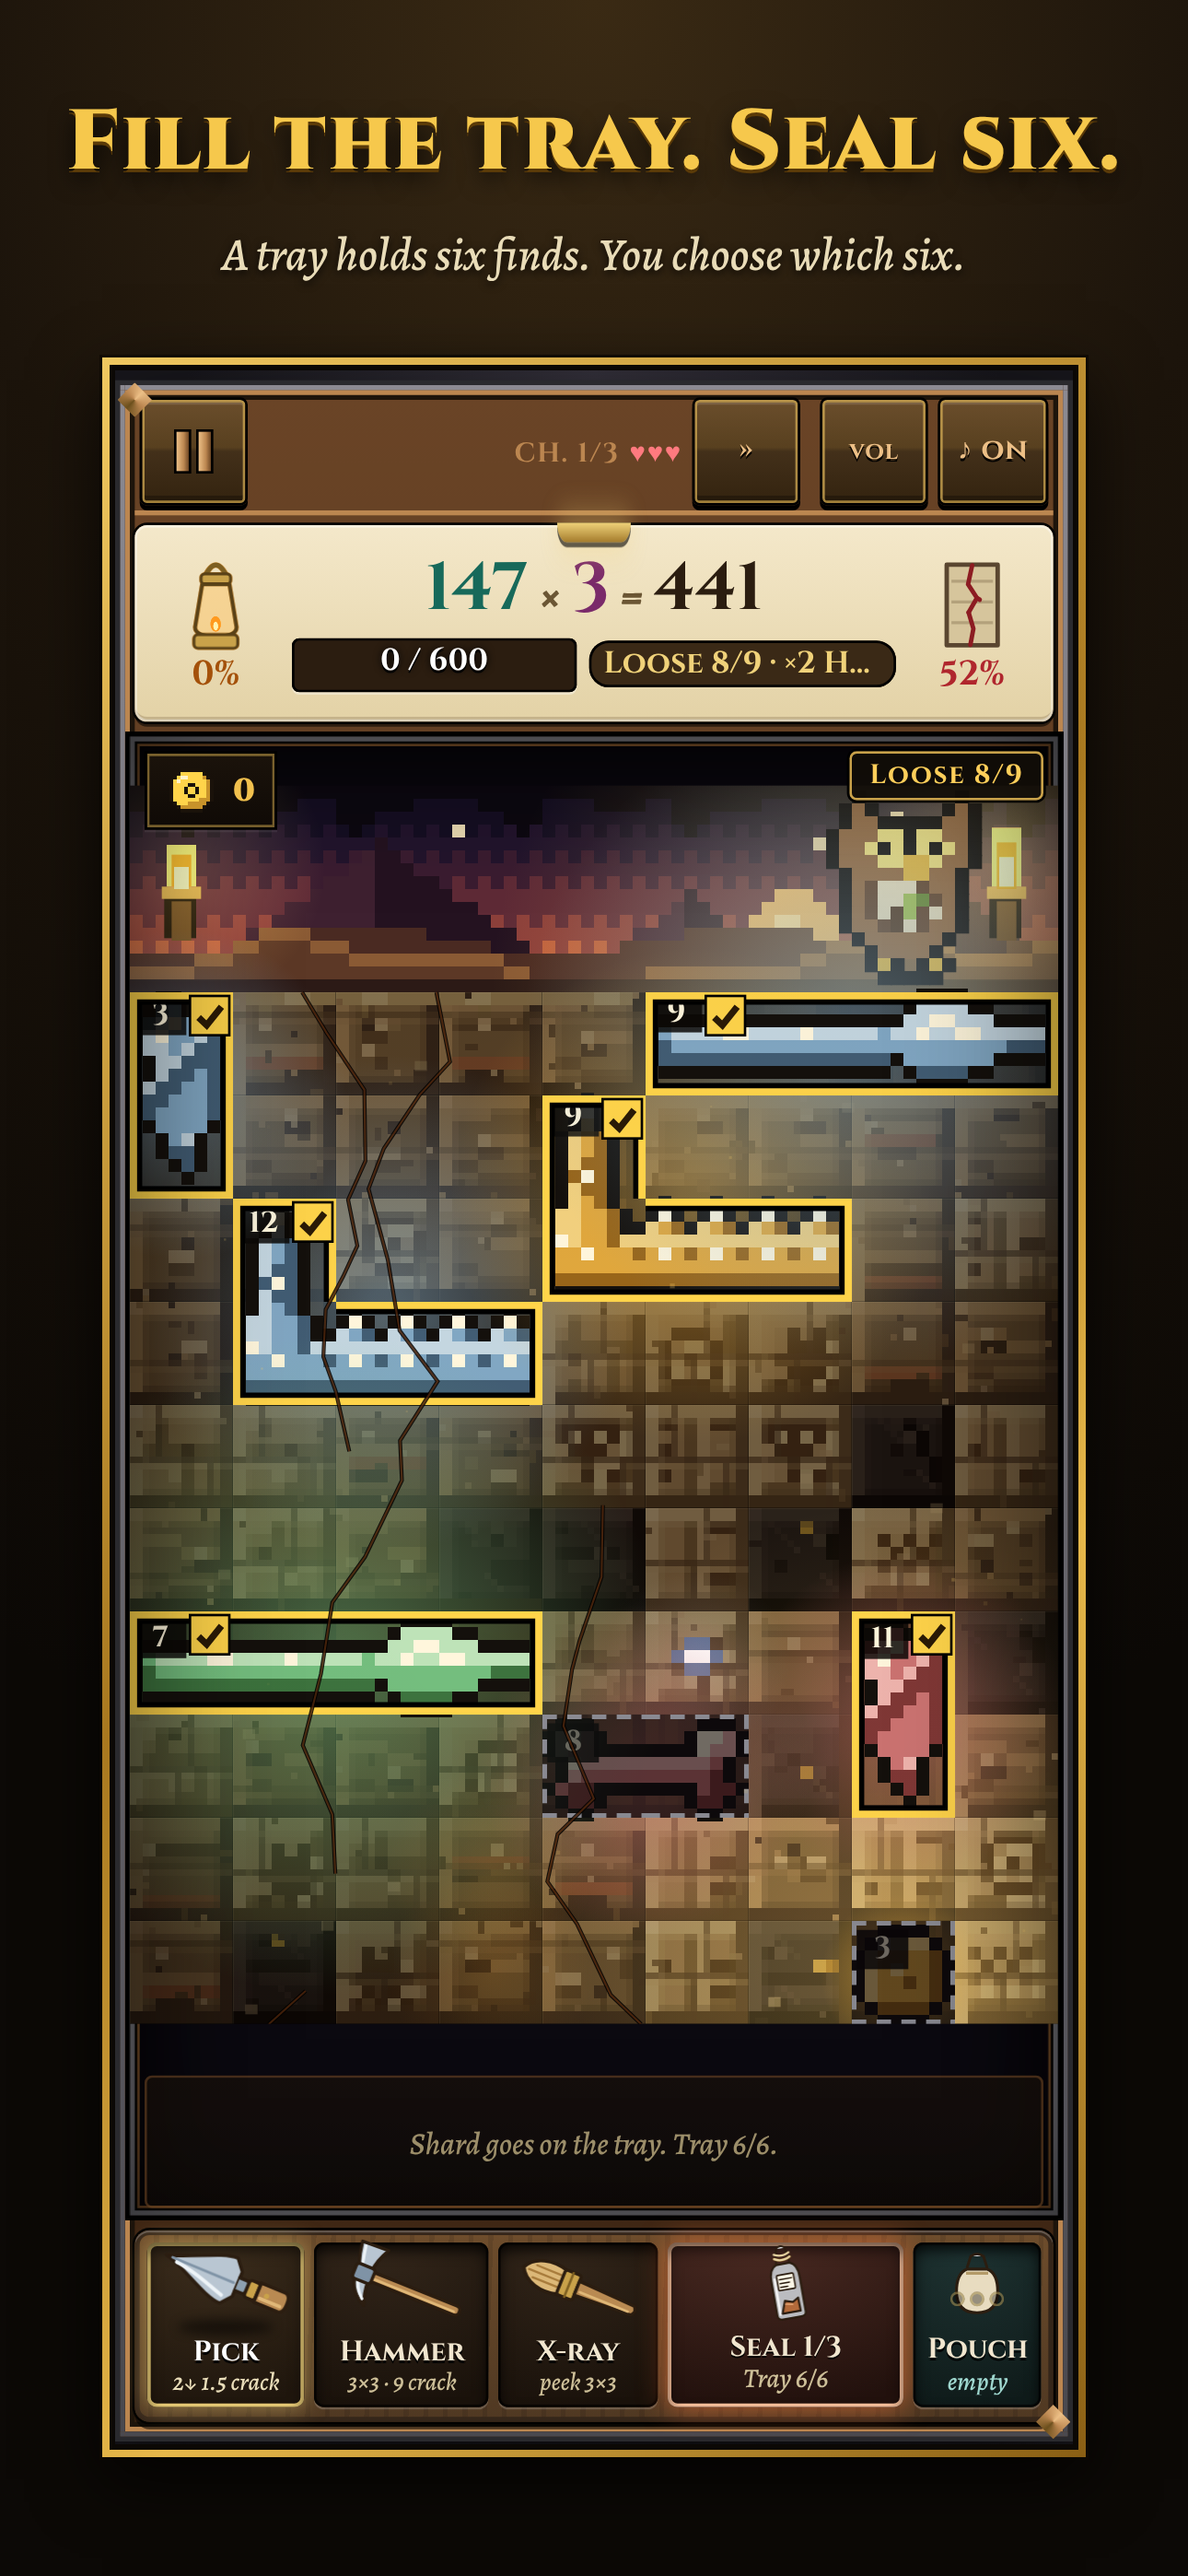 Fill the tray. Seal six.
A tray holds six finds. You choose which six.
CH. 1/3 ♥♥♥
»
VOL
♪ ON
147 × 3 = 441
0%
0 / 600
Loose 8/9 · ×2 H...
52%
0
Loose 8/9
3
9
9
12
7
11
8
3
Shard goes on the tray. Tray 6/6.
Pick
2↓ 1.5 crack
Hammer
3×3 · 9 crack
X-ray
peek 3×3
Seal 1/3
Tray 6/6
Pouch
empty